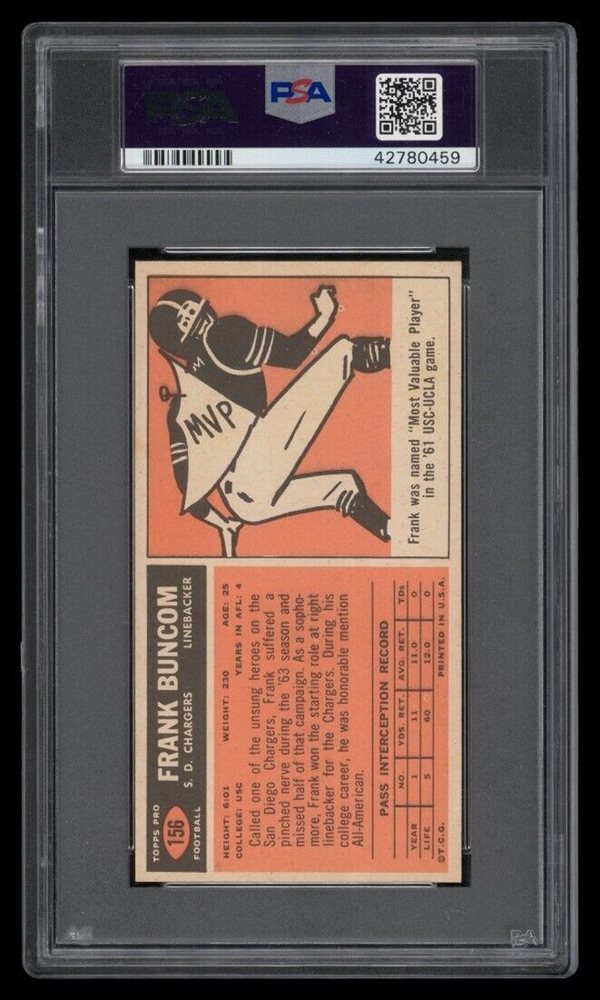 PSA
PSA
42780459
TOPPS PRO
156
FOOTBALL
FRANK BUNCOM
S. D. CHARGERS LINEBACKER
HEIGHT: 6:01 WEIGHT: 230 AGE: 25
COLLEGE: USC YEARS IN AFL: 4
Called one of the unsung heroes on the
San Diego Chargers, Frank suffered a
pinched nerve during the '63 season and
missed half of that campaign. As a sopho-
more, Frank won the starting role at right
linebacker for the Chargers. During his
college career, he was honorable mention
All-American.
PASS INTERCEPTION RECORD
NO. YDS. RET. AVG. RET. TDs
YEAR 1 11 11.0 0
LIFE 5 60 12.0 0
©T.C.G. PRINTED IN U.S.A.
M
MVP
Frank was named "Most Valuable Player"
in the '61 USC-UCLA game.